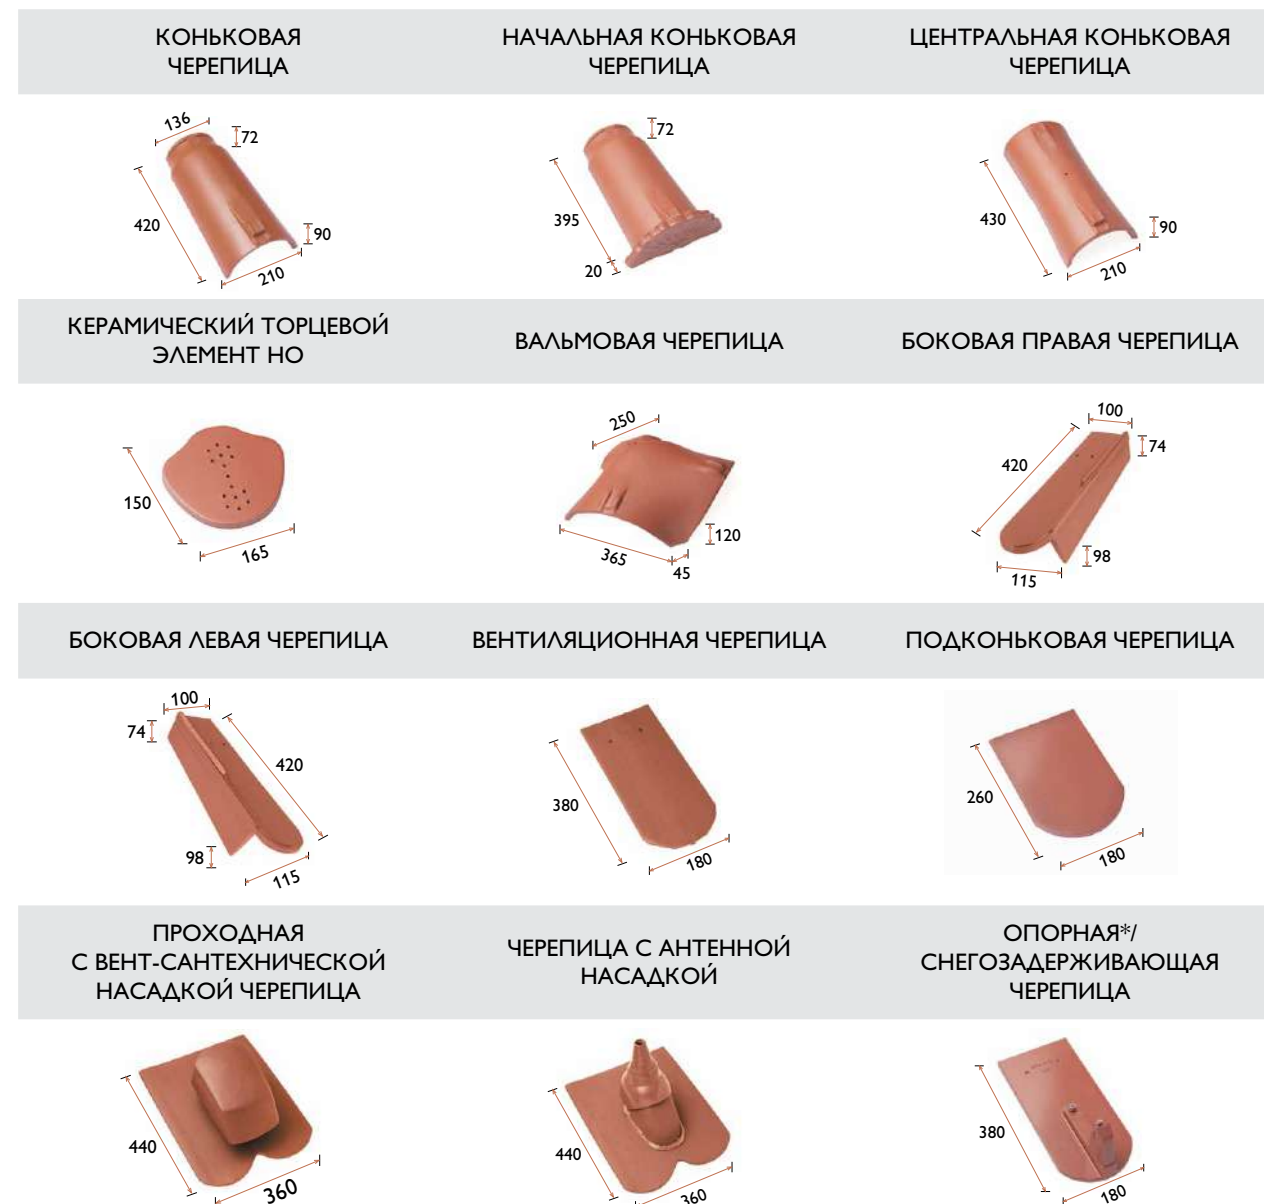 КОНЬКОВАЯ
ЧЕРЕПИЦА
НАЧАЛЬНАЯ КОНЬКОВАЯ
ЧЕРЕПИЦА
ЦЕНТРАЛЬНАЯ КОНЬКОВАЯ
ЧЕРЕПИЦА
136
72
420
90
210
72
395
20
430
90
210
КЕРАМИЧЕСКИЙ ТОРЦЕВОЙ
ЭЛЕМЕНТ НО
ВАЛЬМОВАЯ ЧЕРЕПИЦА
БОКОВАЯ ПРАВАЯ ЧЕРЕПИЦА
150
165
250
120
365
45
100
74
420
98
115
БОКОВАЯ ЛЕВАЯ ЧЕРЕПИЦА
ВЕНТИЛЯЦИОННАЯ ЧЕРЕПИЦА
ПОДКОНЬКОВАЯ ЧЕРЕПИЦА
100
74
420
98
115
380
180
260
180
ПРОХОДНАЯ
С ВЕНТ-САНТЕХНИЧЕСКОЙ
НАСАДКОЙ ЧЕРЕПИЦА
ЧЕРЕПИЦА С АНТЕННОЙ
НАСАДКОЙ
ОПОРНАЯ*/
СНЕГОЗАДЕРЖИВАЮЩАЯ
ЧЕРЕПИЦА
440
360
440
360
380
180